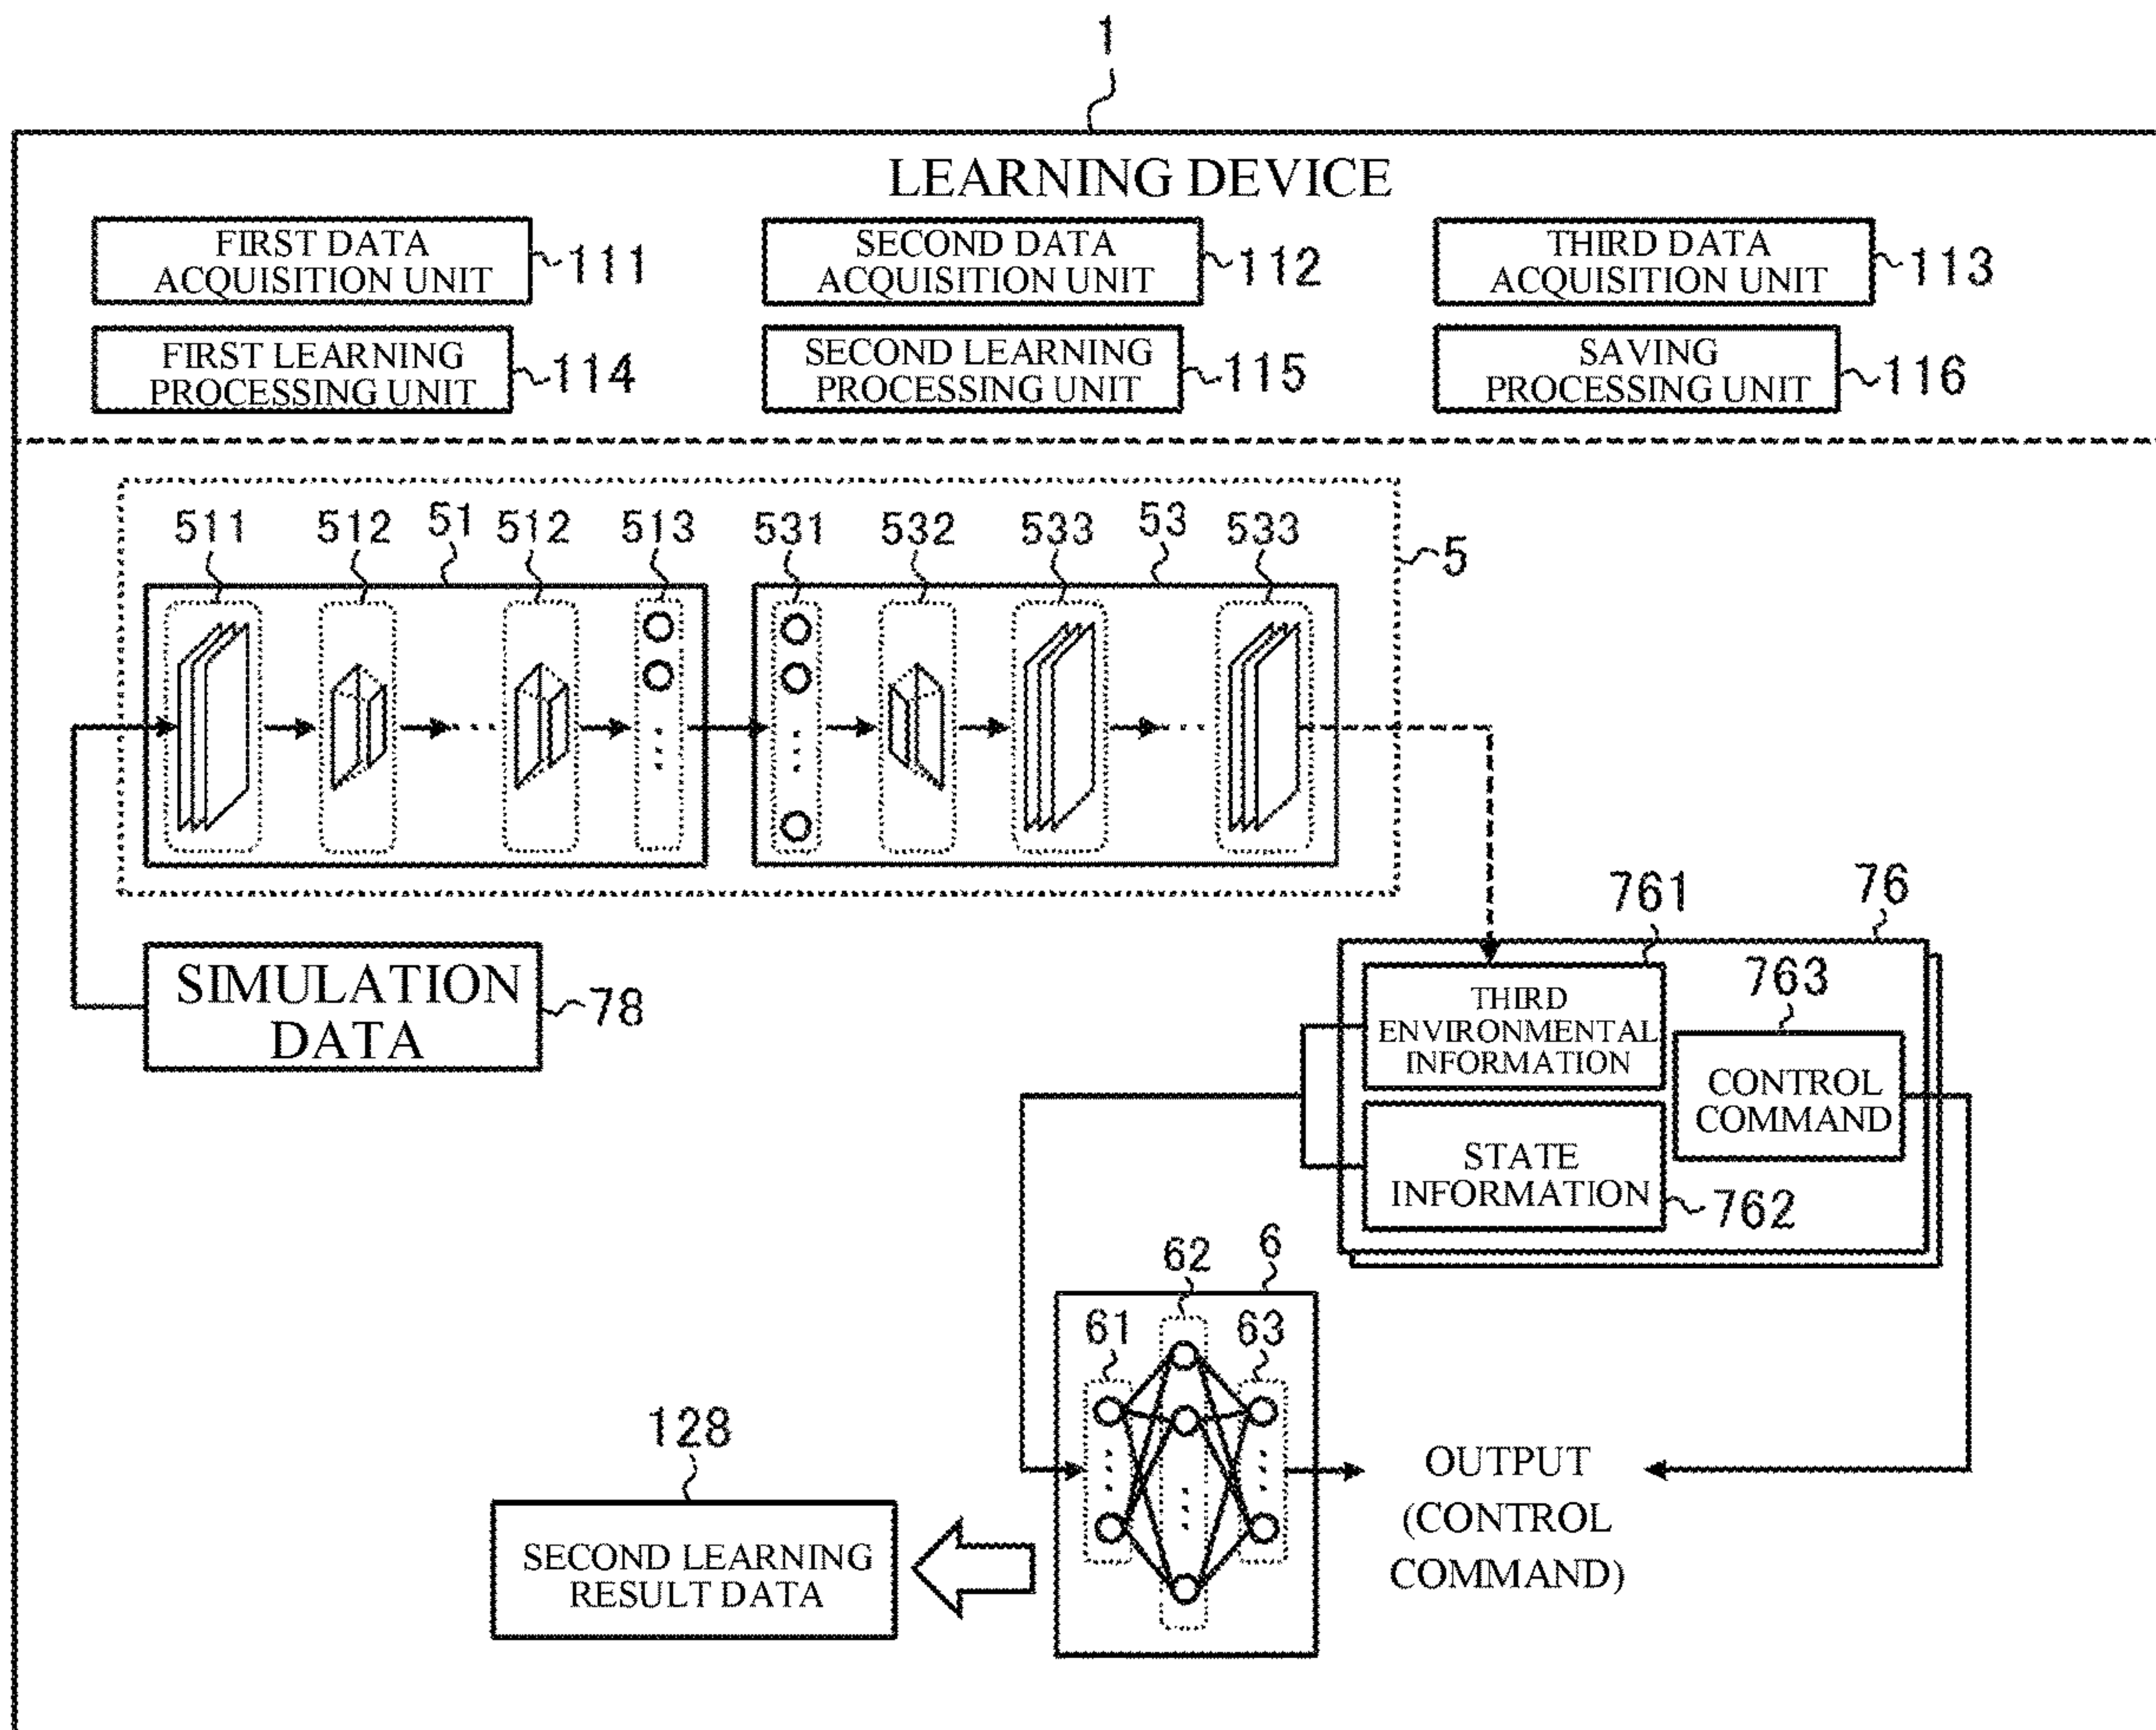 1
LEARNING DEVICE
FIRST DATA
ACQUISITION UNIT
111
SECOND DATA
ACQUISITION UNIT
112
THIRD DATA
ACQUISITION UNIT
113
FIRST LEARNING
PROCESSING UNIT
114
SECOND LEARNING
PROCESSING UNIT
115
SAVING
PROCESSING UNIT
116
511
512
51
512
513
531
532
533
53
533
5
SIMULATION
DATA
78
761
76
763
THIRD
ENVIRONMENTAL
INFORMATION
CONTROL
COMMAND
STATE
INFORMATION
762
62
6
61
63
128
SECOND LEARNING
RESULT DATA
OUTPUT
(CONTROL
COMMAND)